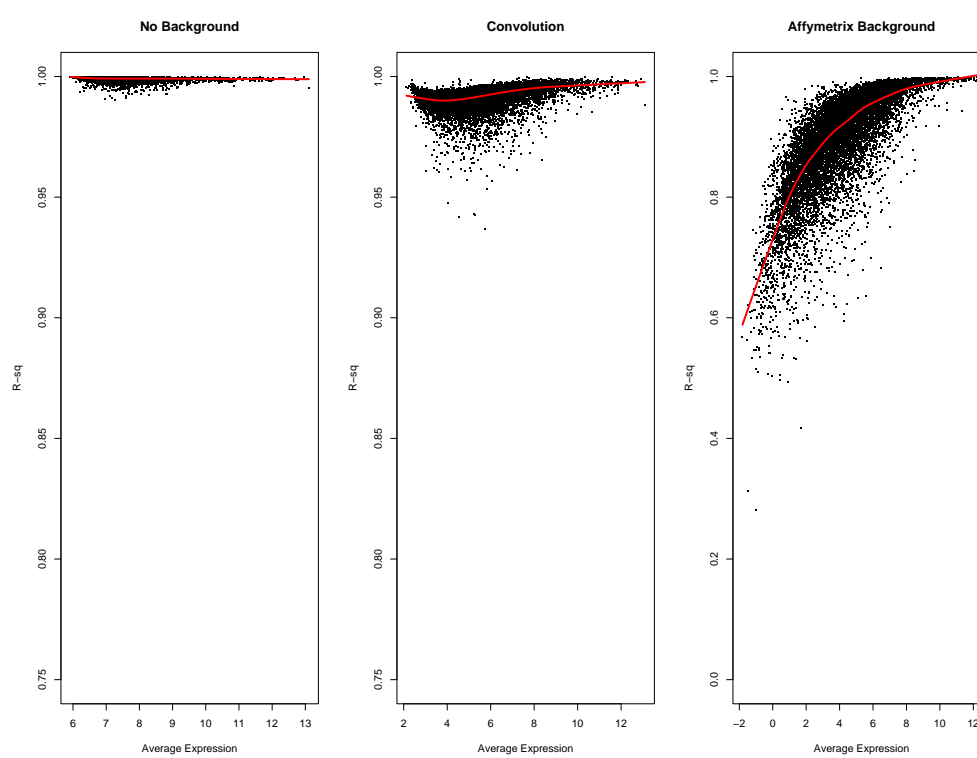 No Background
R−sq
1.00
0.95
0.90
0.85
0.80
0.75
6 7 8 9 10 11 12 13
Average Expression
Convolution
R−sq
1.00
0.95
0.90
0.85
0.80
0.75
2 4 6 8 10 12
Average Expression
Affymetrix Background
R−sq
1.0
0.8
0.6
0.4
0.2
0.0
−2 0 2 4 6 8 10 12
Average Expression